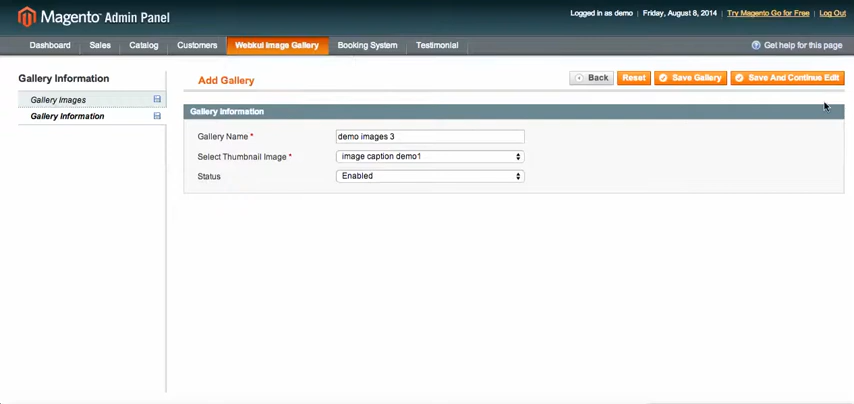 Magento® Admin Panel
Logged in as demo | Friday, August 8, 2014 | Try Magento Go for Free | Log Out
Dashboard Sales Catalog Customers Webkul Image Gallery Booking System Testimonial Get help for this page
Gallery Information
Gallery Images
Gallery Information
Add Gallery
Back Reset Save Gallery Save And Continue Edit
Gallery Information
Gallery Name * demo images 3
Select Thumbnail Image * image caption demo1
Status Enabled